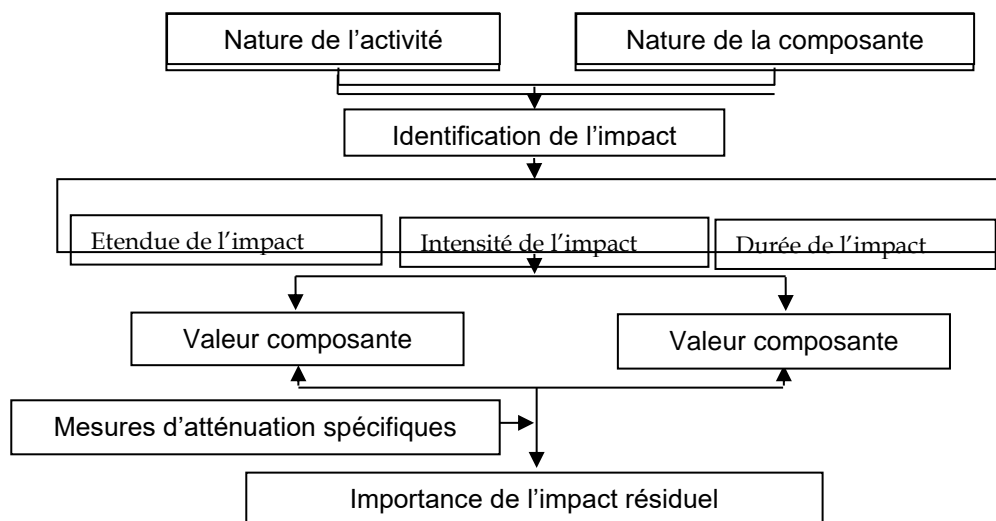 Nature de l’activité
Nature de la composante
Identification de l’impact
Etendue de l’impact
Intensité de l’impact
Durée de l’impact
Valeur composante
Valeur composante
Mesures d’atténuation spécifiques
Importance de l’impact résiduel